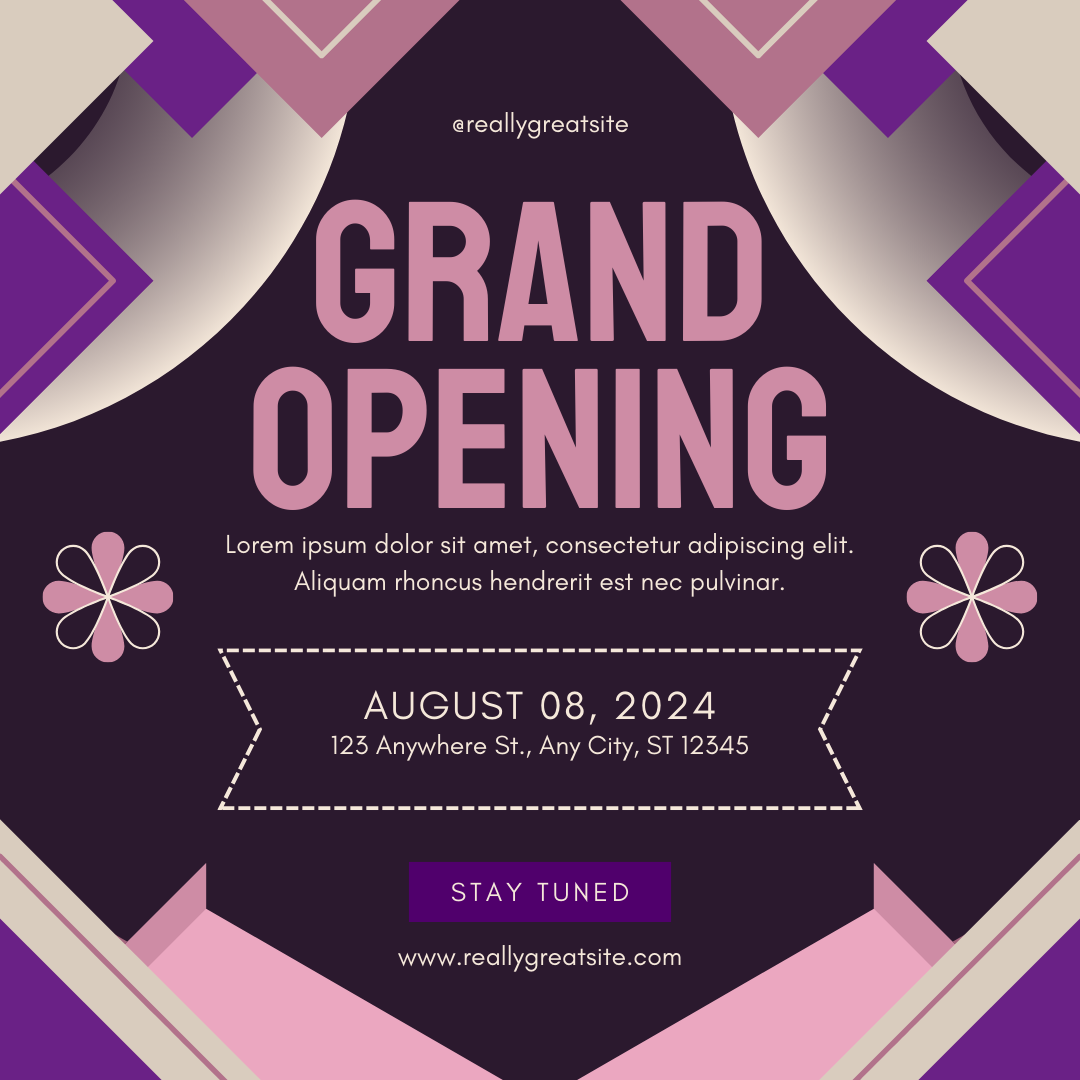 @reallygreatsite
GRAND
OPENING
Lorem ipsum dolor sit amet, consectetur adipiscing elit.
Aliquam rhoncus hendrerit est nec pulvinar.
AUGUST 08, 2024
123 Anywhere St., Any City, ST 12345
STAY TUNED
www.reallygreatsite.com